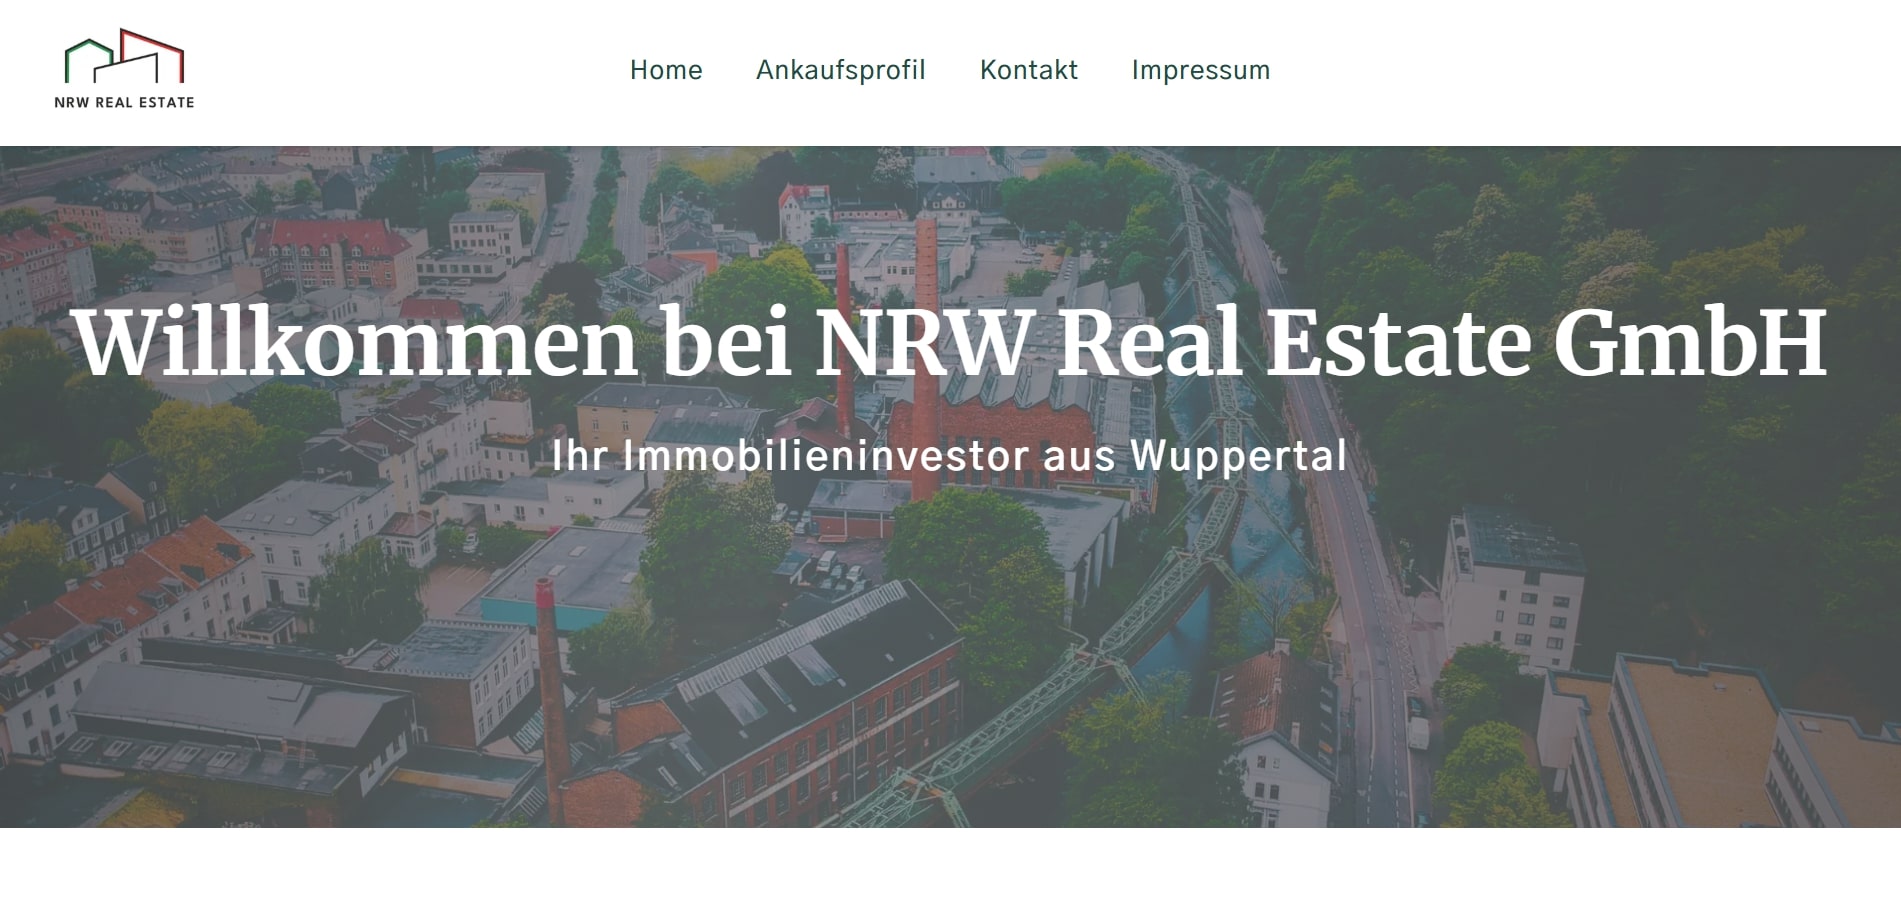 NRW REAL ESTATE
Home Ankaufsprofil Kontakt Impressum
Willkommen bei NRW Real Estate GmbH
Ihr Immobilieninvestor aus Wuppertal